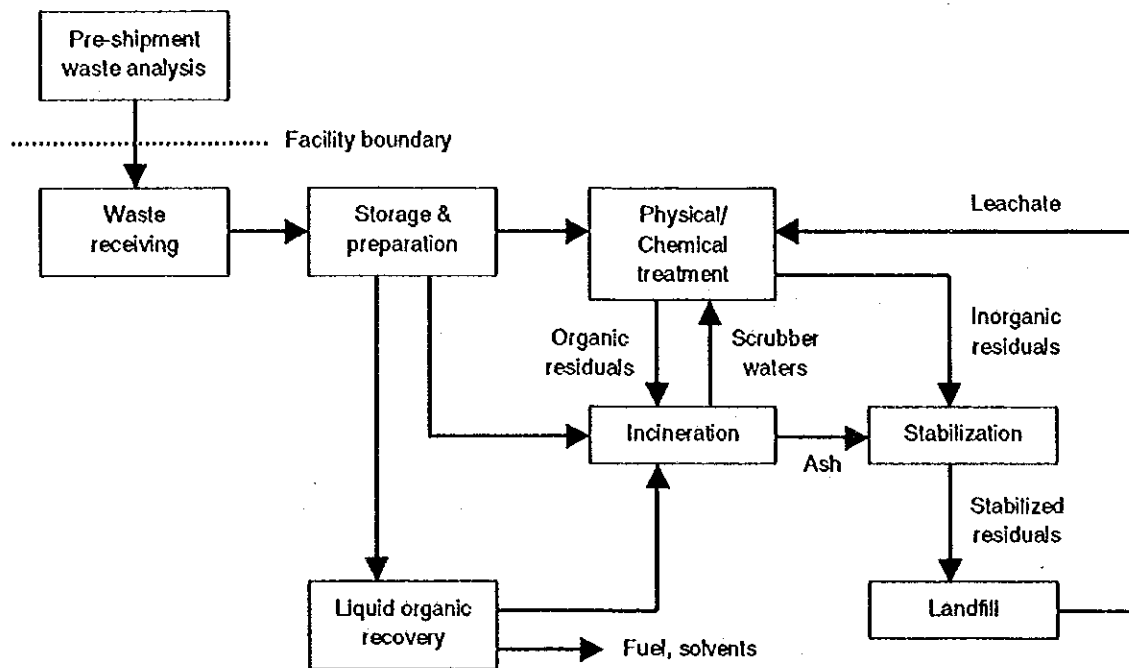 Pre-shipment
waste analysis
Facility boundary
Waste
receiving
Storage &
preparation
Physical/
Chemical
treatment
Leachate
Organic
residuals
Scrubber
waters
Inorganic
residuals
Incineration
Ash
Stabilization
Stabilized
residuals
Liquid organic
recovery
Landfill
Fuel, solvents